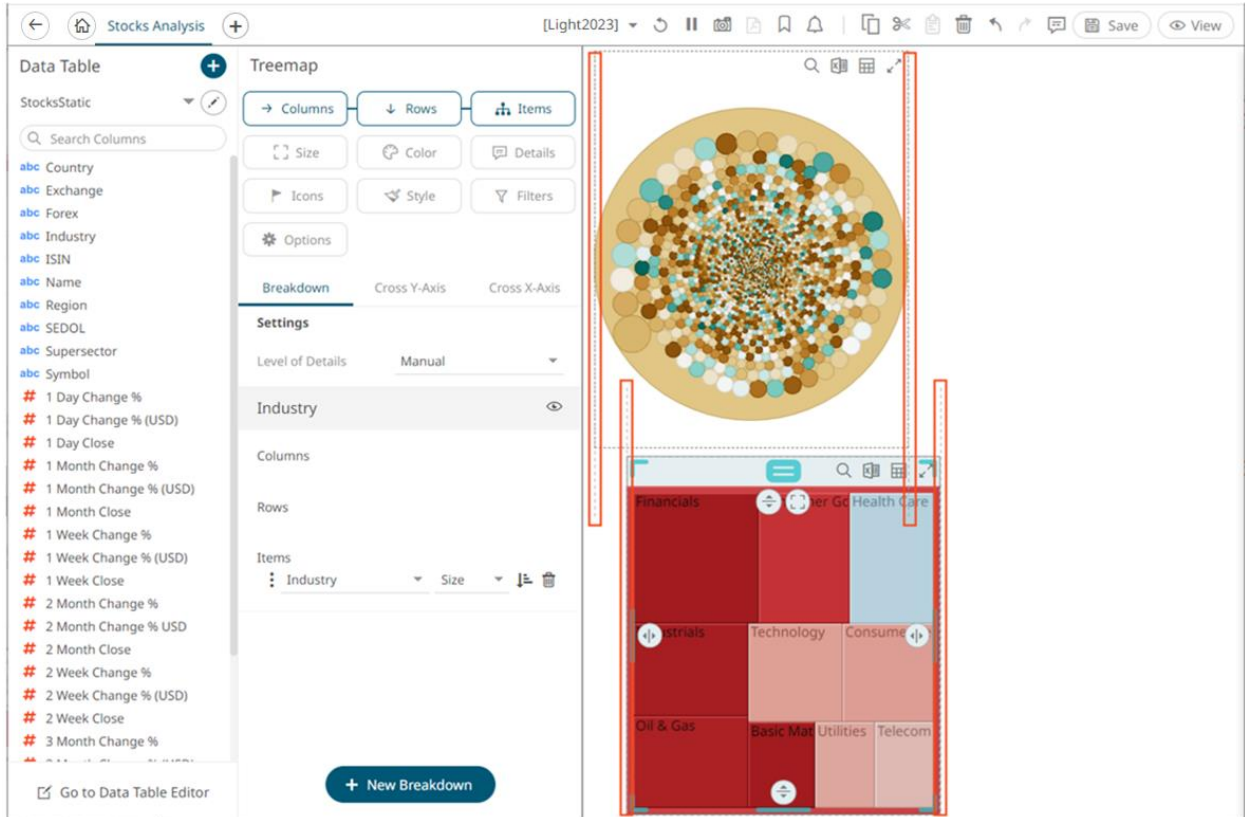 Stocks Analysis
[Light2023]
Save
View
Data Table
StocksStatic
Search Columns
abc Country
abc Exchange
abc Forex
abc Industry
abc ISIN
abc Name
abc Region
abc SEDOL
abc Supersector
abc Symbol
# 1 Day Change %
# 1 Day Change % (USD)
# 1 Day Close
# 1 Month Change %
# 1 Month Change % (USD)
# 1 Month Close
# 1 Week Change %
# 1 Week Change % (USD)
# 1 Week Close
# 2 Month Change %
# 2 Month Change % USD
# 2 Month Close
# 2 Week Change %
# 2 Week Change % (USD)
# 2 Week Close
# 3 Month Change %
Go to Data Table Editor
Treemap
Columns Rows Items
Size Color Details
Icons Style Filters
Options
Breakdown Cross Y-Axis Cross X-Axis
Settings
Level of Details Manual
Industry
Columns
Rows
Items
Industry Size
+ New Breakdown
Financials Health Care
Technology
Oil & Gas Basic Mat Utilities Telecom